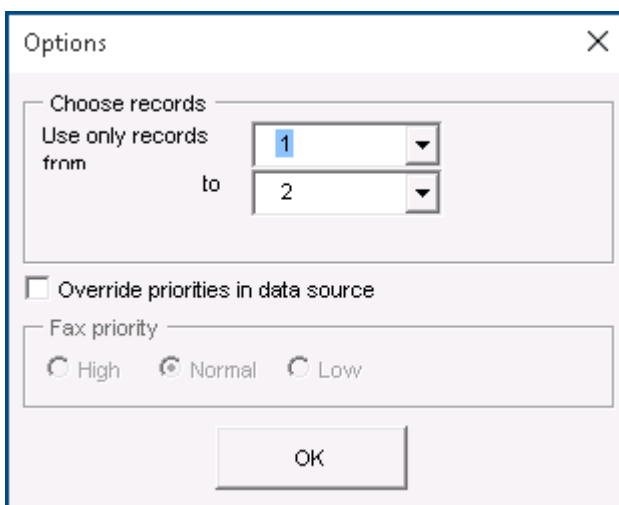 Options
Choose records
Use only records
from
1
to
2
Override priorities in data source
Fax priority
High
Normal
Low
OK